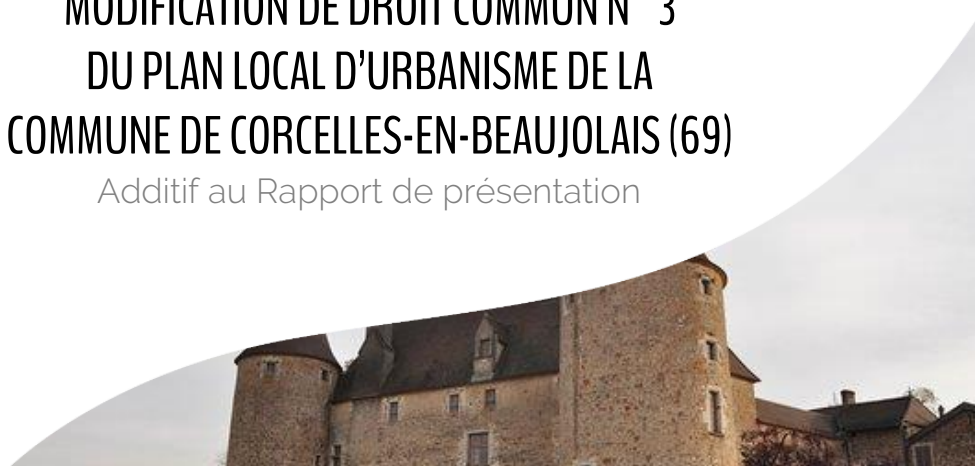 MODIFICATION DE DROIT COMMUN N° 3
DU PLAN LOCAL D'URBANISME DE LA
COMMUNE DE CORCELLES-EN-BEAUJOLAIS (69)
Additif au Rapport de présentation